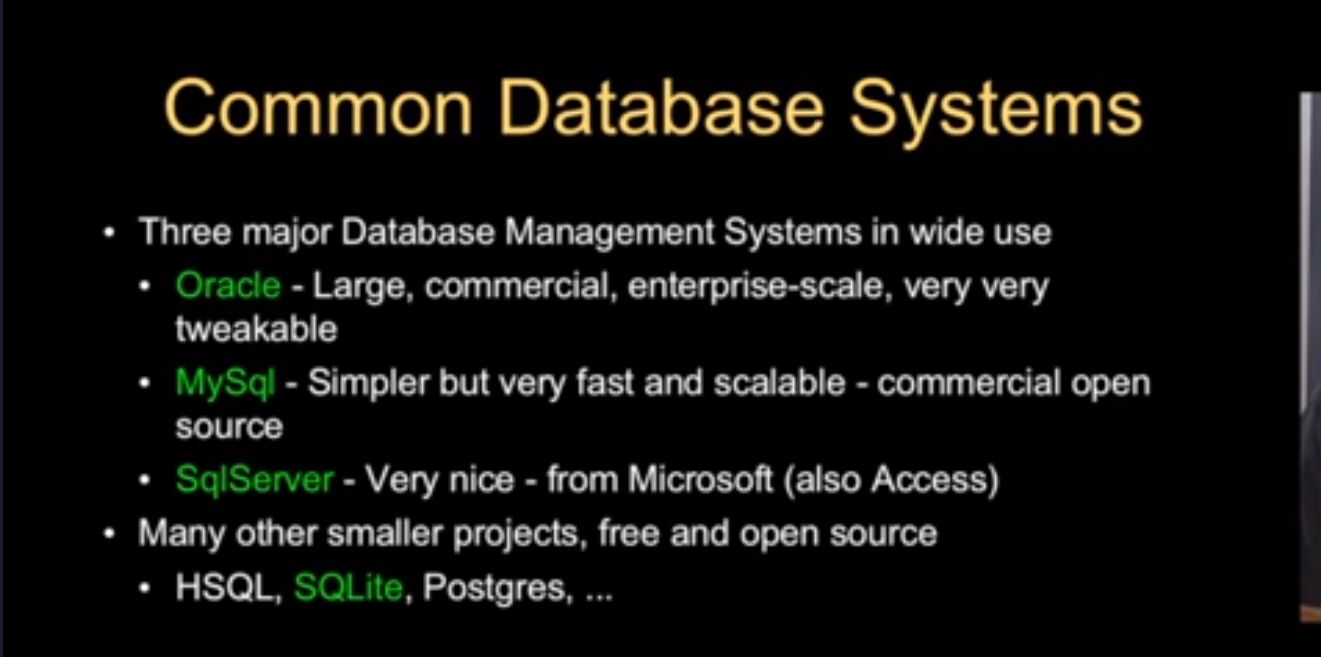 Common Database Systems
• Three major Database Management Systems in wide use
• Oracle - Large, commercial, enterprise-scale, very very
tweakable
• MySql - Simpler but very fast and scalable - commercial open
source
• SqlServer - Very nice - from Microsoft (also Access)
• Many other smaller projects, free and open source
• HSQL, SQLite, Postgres, ...